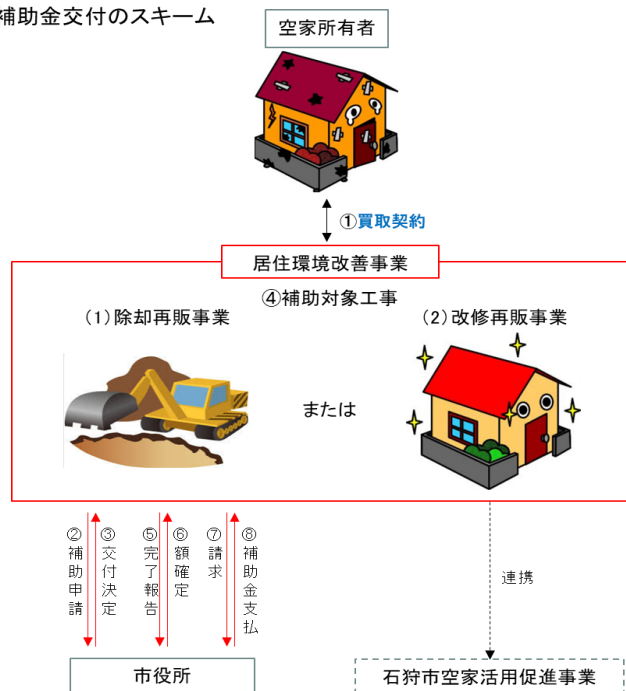 補助金交付のスキーム
空家所有者
①買取契約
居住環境改善事業
④補助対象工事
(1)除却再販事業
(2)改修再販事業
または
②補助申請
③交付決定
⑤完了報告
⑥額確定
⑦請求
⑧補助金支払
連携
市役所
石狩市空家活用促進事業